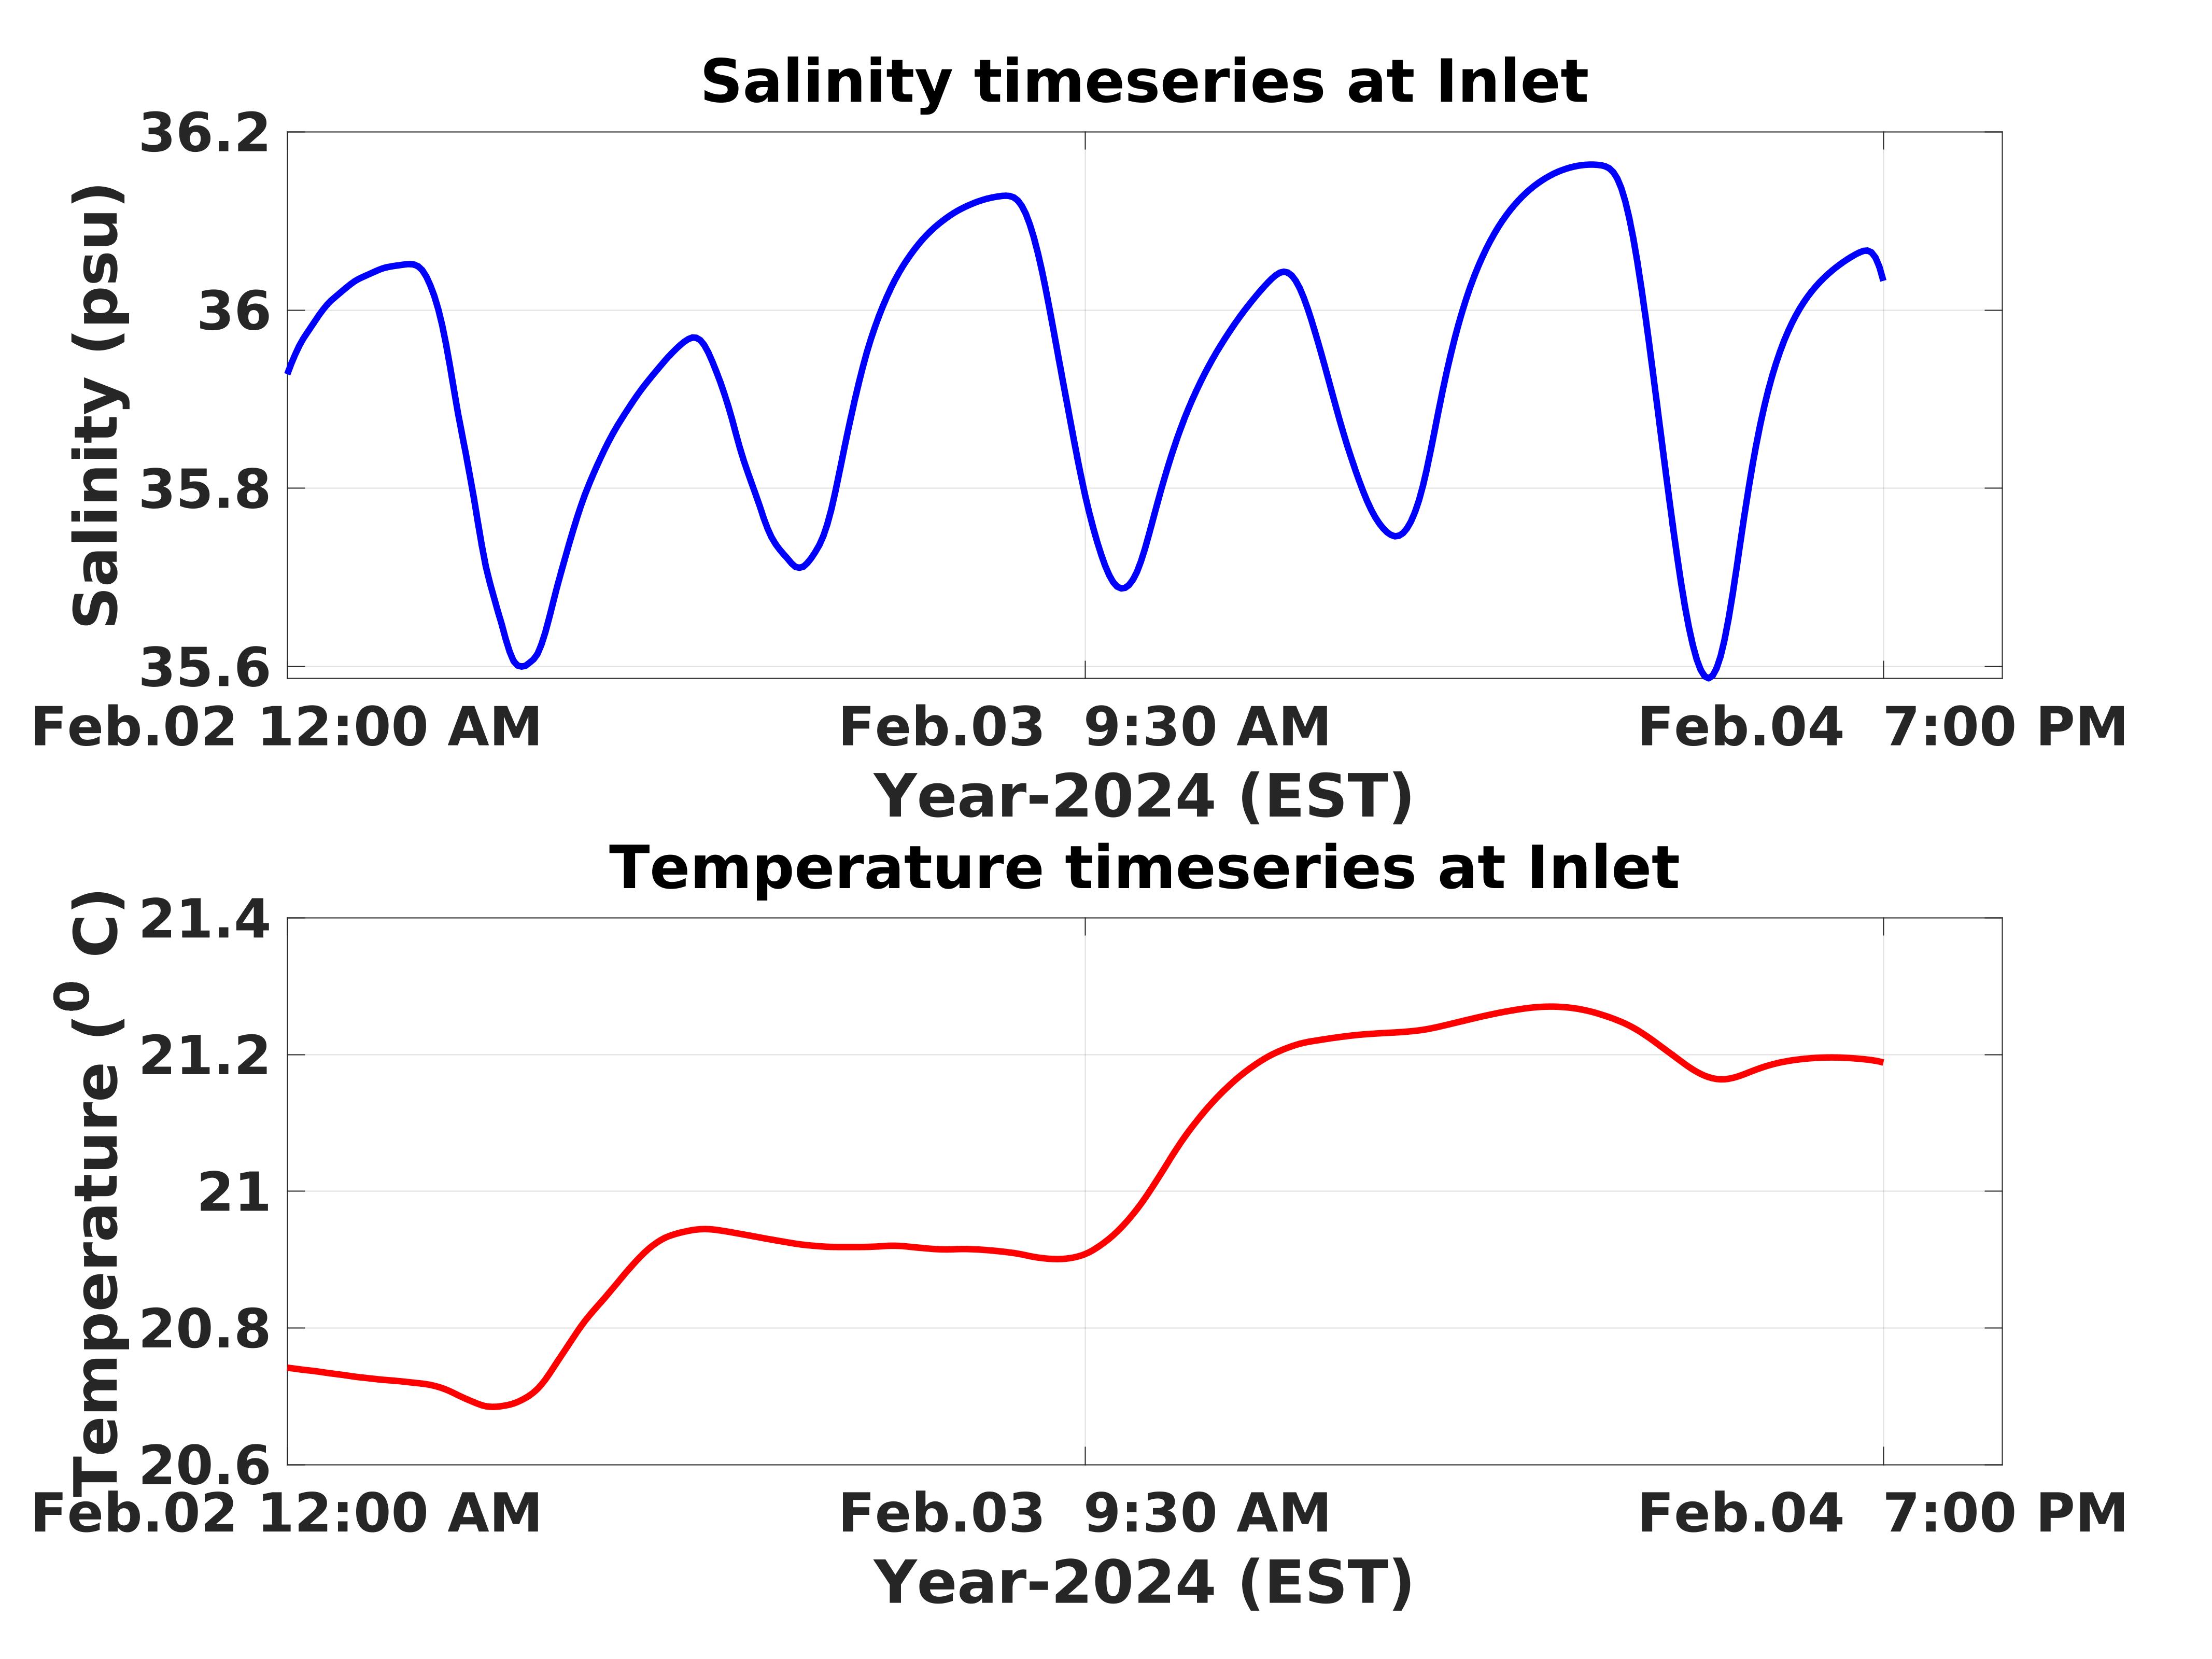 Salinity timeseries at Inlet
Salinity (psu)
36.2
36
35.8
35.6
Feb.02 12:00 AM Feb.03 9:30 AM Feb.04 7:00 PM
Year-2024 (EST)
Temperature timeseries at Inlet
Temperature (⁰ C)
21.4
21.2
21
20.8
20.6
Feb.02 12:00 AM Feb.03 9:30 AM Feb.04 7:00 PM
Year-2024 (EST)